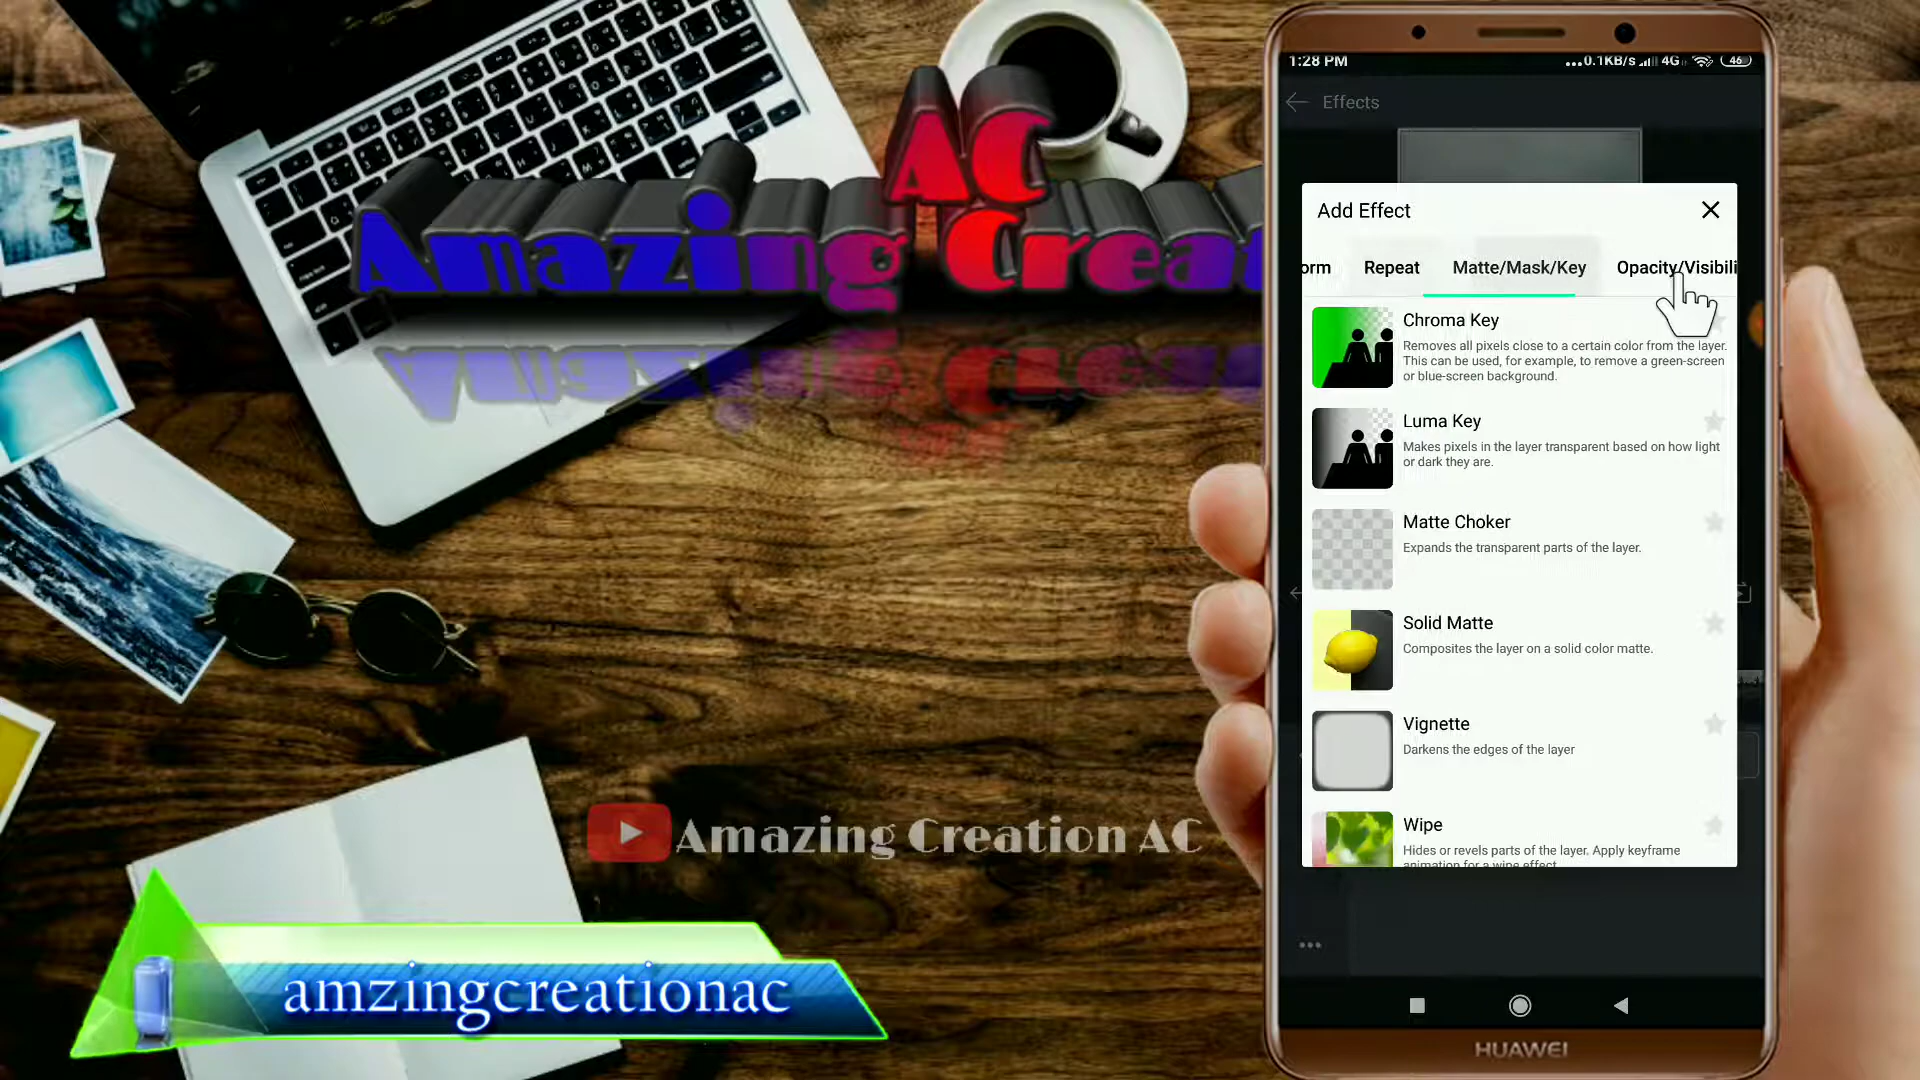 AC
Amazing Creat
Amazing Creation AC
amzingcreationac
1:28 PM
...0.1KB/s 4G 46
Effects
Add Effect
orm Repeat Matte/Mask/Key Opacity/Visibili
Chroma Key
Removes all pixels close to a certain color from the layer.
This can be used, for example, to remove a green-screen
or blue-screen background.
Luma Key
Makes pixels in the layer transparent based on how light
or dark they are.
Matte Choker
Expands the transparent parts of the layer.
Solid Matte
Composites the layer on a solid color matte.
Vignette
Darkens the edges of the layer
Wipe
Hides or revels parts of the layer. Apply keyframe
animation for a wipe effect
HUAWEI